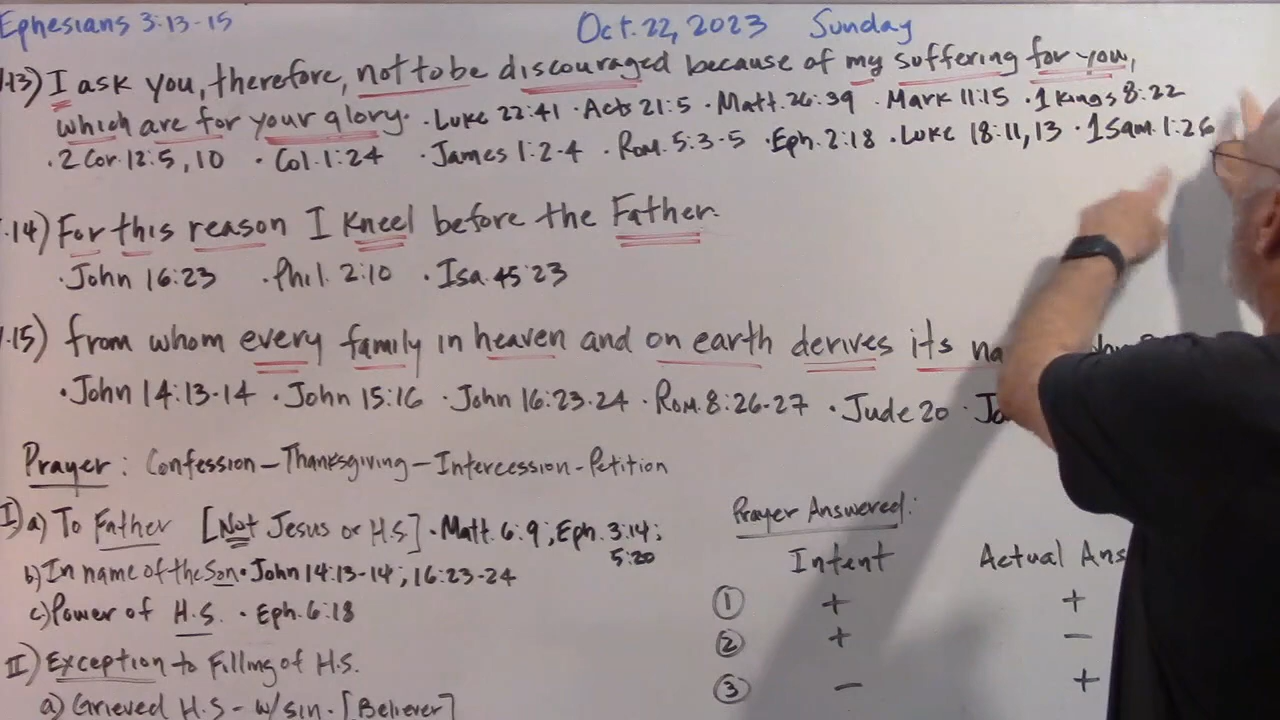 Ephesians 3:13-15
Oct. 22, 2023 Sunday
.13) I ask you, therefore, not to be discouraged because of my suffering for you,
which are for your glory. · Luke 22:41 · Acts 21:5 · Matt. 26:39 · Mark 11:15 · 1 Kings 8:22
· 2 Cor. 12:5, 10 · Col. 1:24 · James 1:2-4 · Rom. 5:3-5 · Eph. 2:18 · Luke 18:11, 13 · 1 Sam. 1:26
.14) For this reason I kneel before the Father.
· John 16:23 · Phil. 2:10 · Isa. 45:23
.15) from whom every family in heaven and on earth derives its na
· John 14:13-14 · John 15:16 · John 16:23-24 · Rom. 8:26-27 · Jude 20
Prayer: Confession - Thanksgiving - Intercession - Petition
I) a) To Father [Not Jesus or H.S.] · Matt. 6:9; Eph. 3:14;
5:20
b) In name of the Son · John 14:13-14; 16:23-24
c) Power of H.S. · Eph. 6:18
II) Exception to Filling of H.S.
a) Grieved H.S - w/sin · [Believer]
Prayer Answered:
Intent Actual Ans
① + +
② + -
③ - +